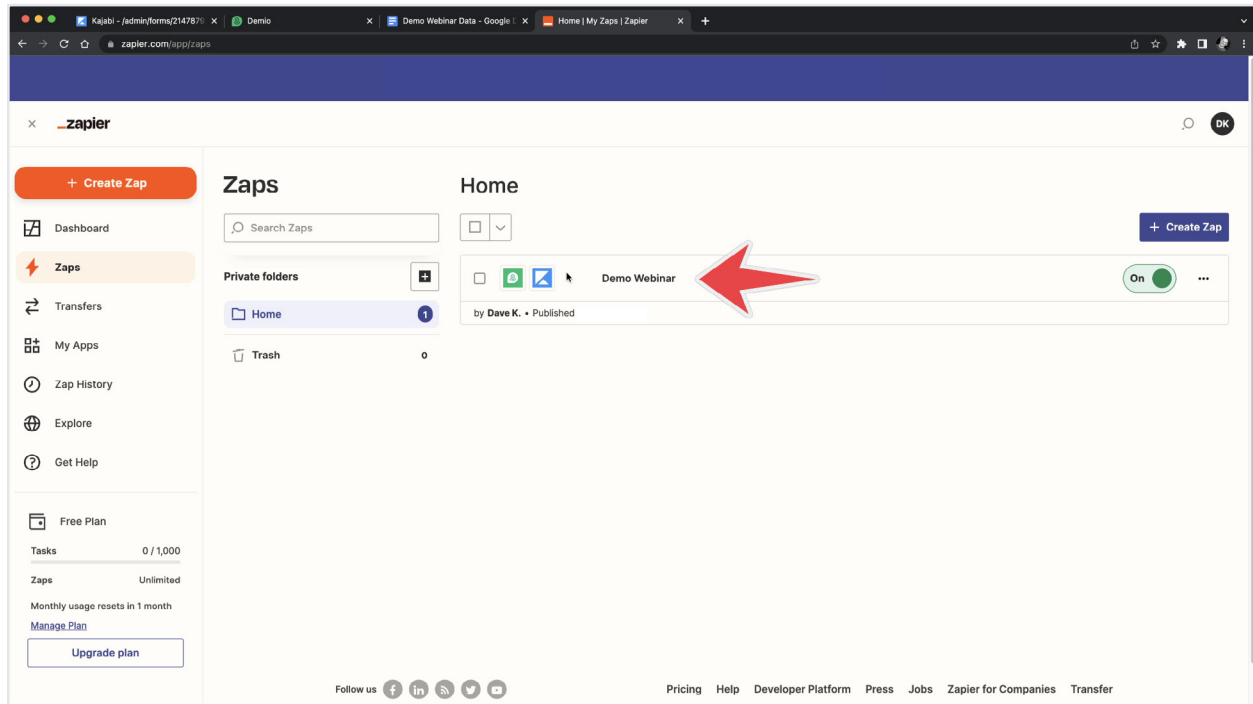 Kajabi - /admin/forms/2147879
Demio
Demo Webinar Data - Google
Home | My Zaps | Zapier
zapier.com/app/zaps
_zapier
DK
+ Create Zap
Dashboard
Zaps
Transfers
My Apps
Zap History
Explore
Get Help
Free Plan
Tasks 0 / 1,000
Zaps Unlimited
Monthly usage resets in 1 month
Manage Plan
Upgrade plan
Zaps
Search Zaps
Private folders
Home 1
Trash 0
Home
+ Create Zap
Demo Webinar
On
by Dave K. • Published
Follow us
Pricing Help Developer Platform Press Jobs Zapier for Companies Transfer